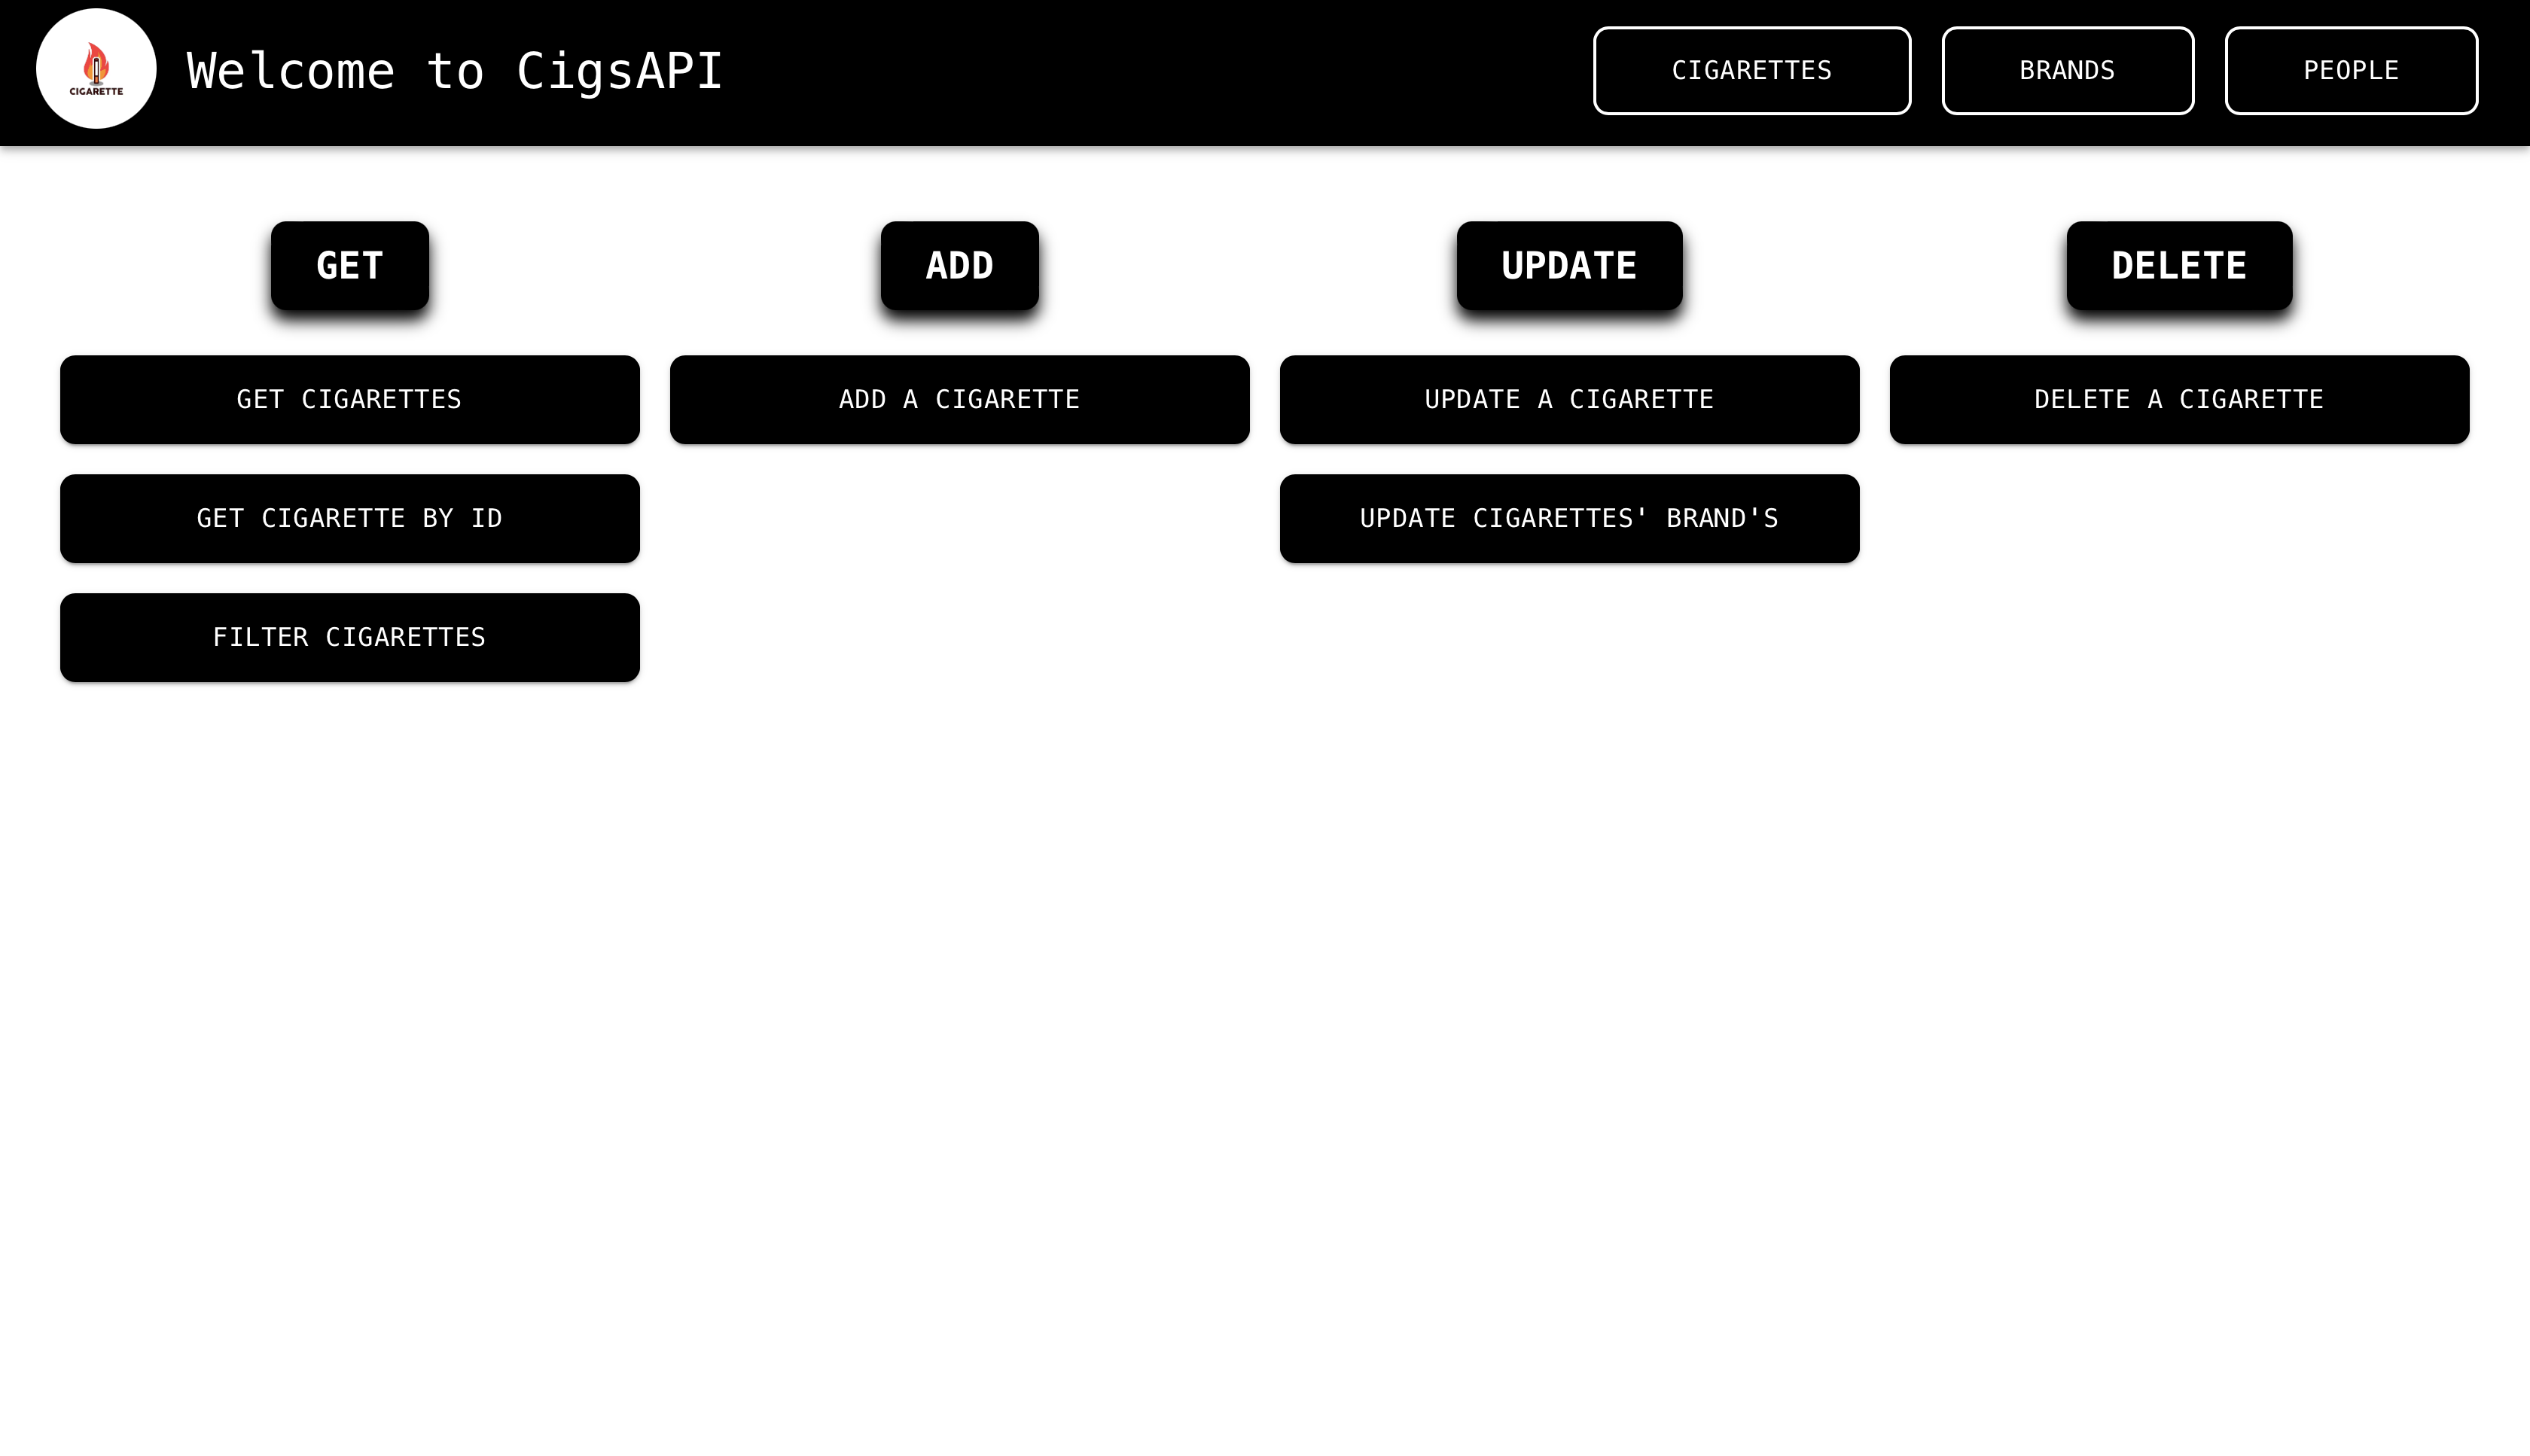 CIGARETTE
Welcome to CigsAPI
CIGARETTES
BRANDS
PEOPLE
GET
GET CIGARETTES
GET CIGARETTE BY ID
FILTER CIGARETTES
ADD
ADD A CIGARETTE
UPDATE
UPDATE A CIGARETTE
UPDATE CIGARETTES' BRAND'S
DELETE
DELETE A CIGARETTE